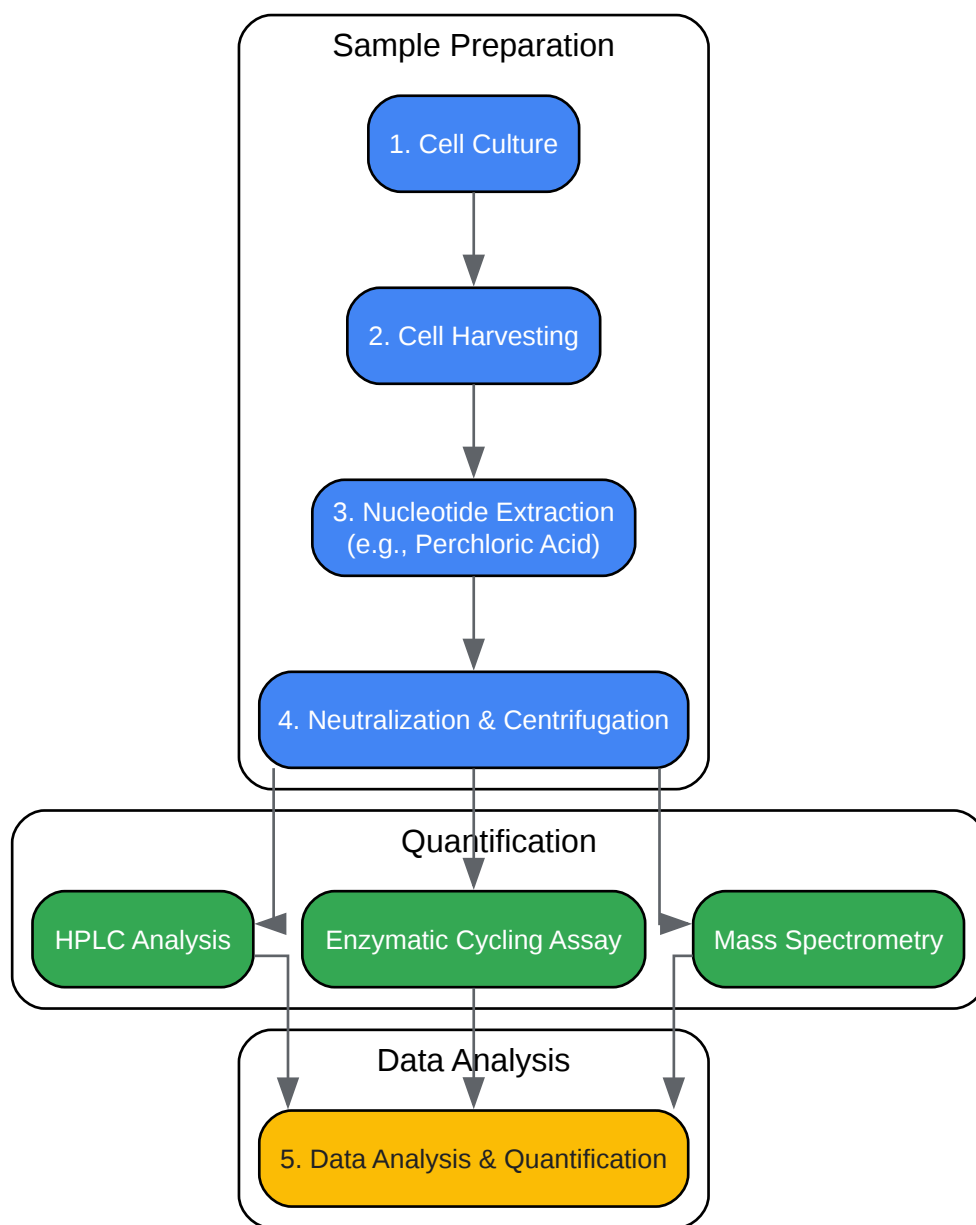 Sample Preparation
1. Cell Culture
2. Cell Harvesting
3. Nucleotide Extraction
(e.g., Perchloric Acid)
4. Neutralization & Centrifugation
Quantification
HPLC Analysis
Enzymatic Cycling Assay
Mass Spectrometry
Data Analysis
5. Data Analysis & Quantification